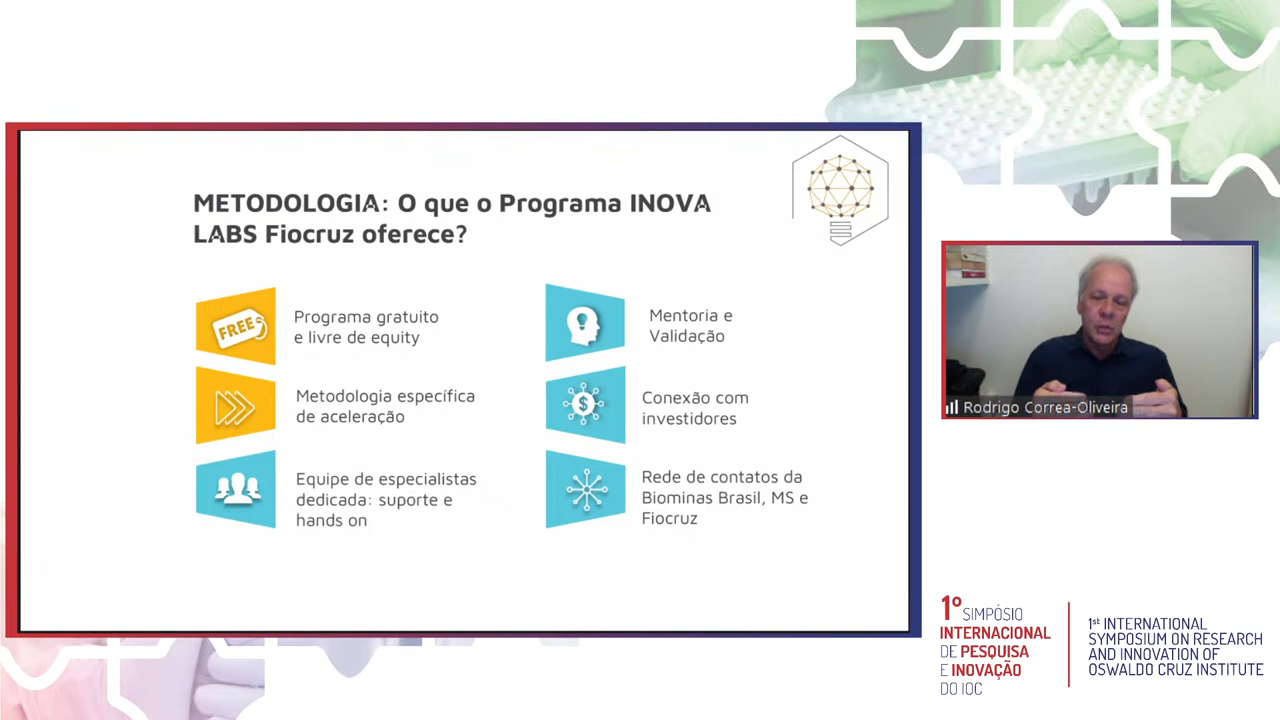 METODOLOGIA: O que o Programa INOVA
LABS Fiocruz oferece?
FREE
Programa gratuito
e livre de equity
Metodologia específica
de aceleração
Equipe de especialistas
dedicada: suporte e
hands on
Mentoria e
Validação
$
Conexão com
investidores
Rede de contatos da
Biominas Brasil, MS e
Fiocruz
Rodrigo Correa-Oliveira
1º SIMPÓSIO
INTERNACIONAL
DE PESQUISA
E INOVAÇÃO
DO IOC
1st INTERNATIONAL
SYMPOSIUM ON RESEARCH
AND INNOVATION OF
OSWALDO CRUZ INSTITUTE